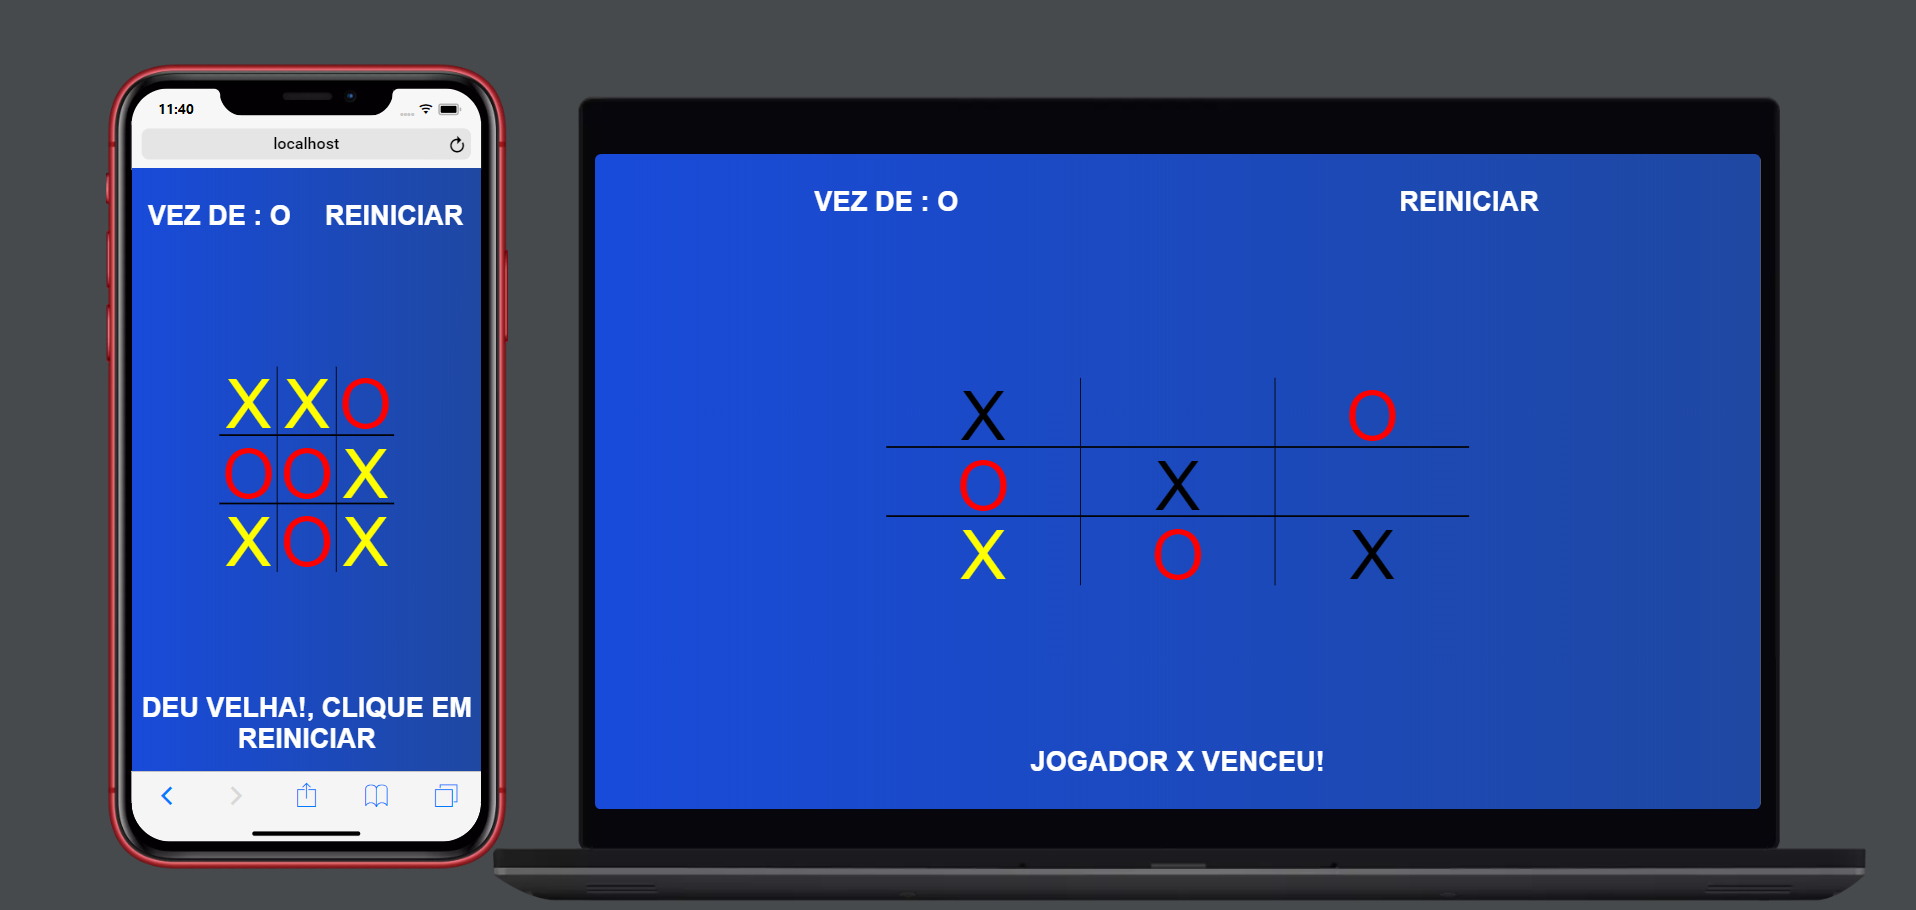 11:40
localhost
VEZ DE : O REINICIAR
X X O
O O X
X O X
DEU VELHA!, CLIQUE EM
REINICIAR
VEZ DE : O REINICIAR
X O
O X
X O X
JOGADOR X VENCEU!